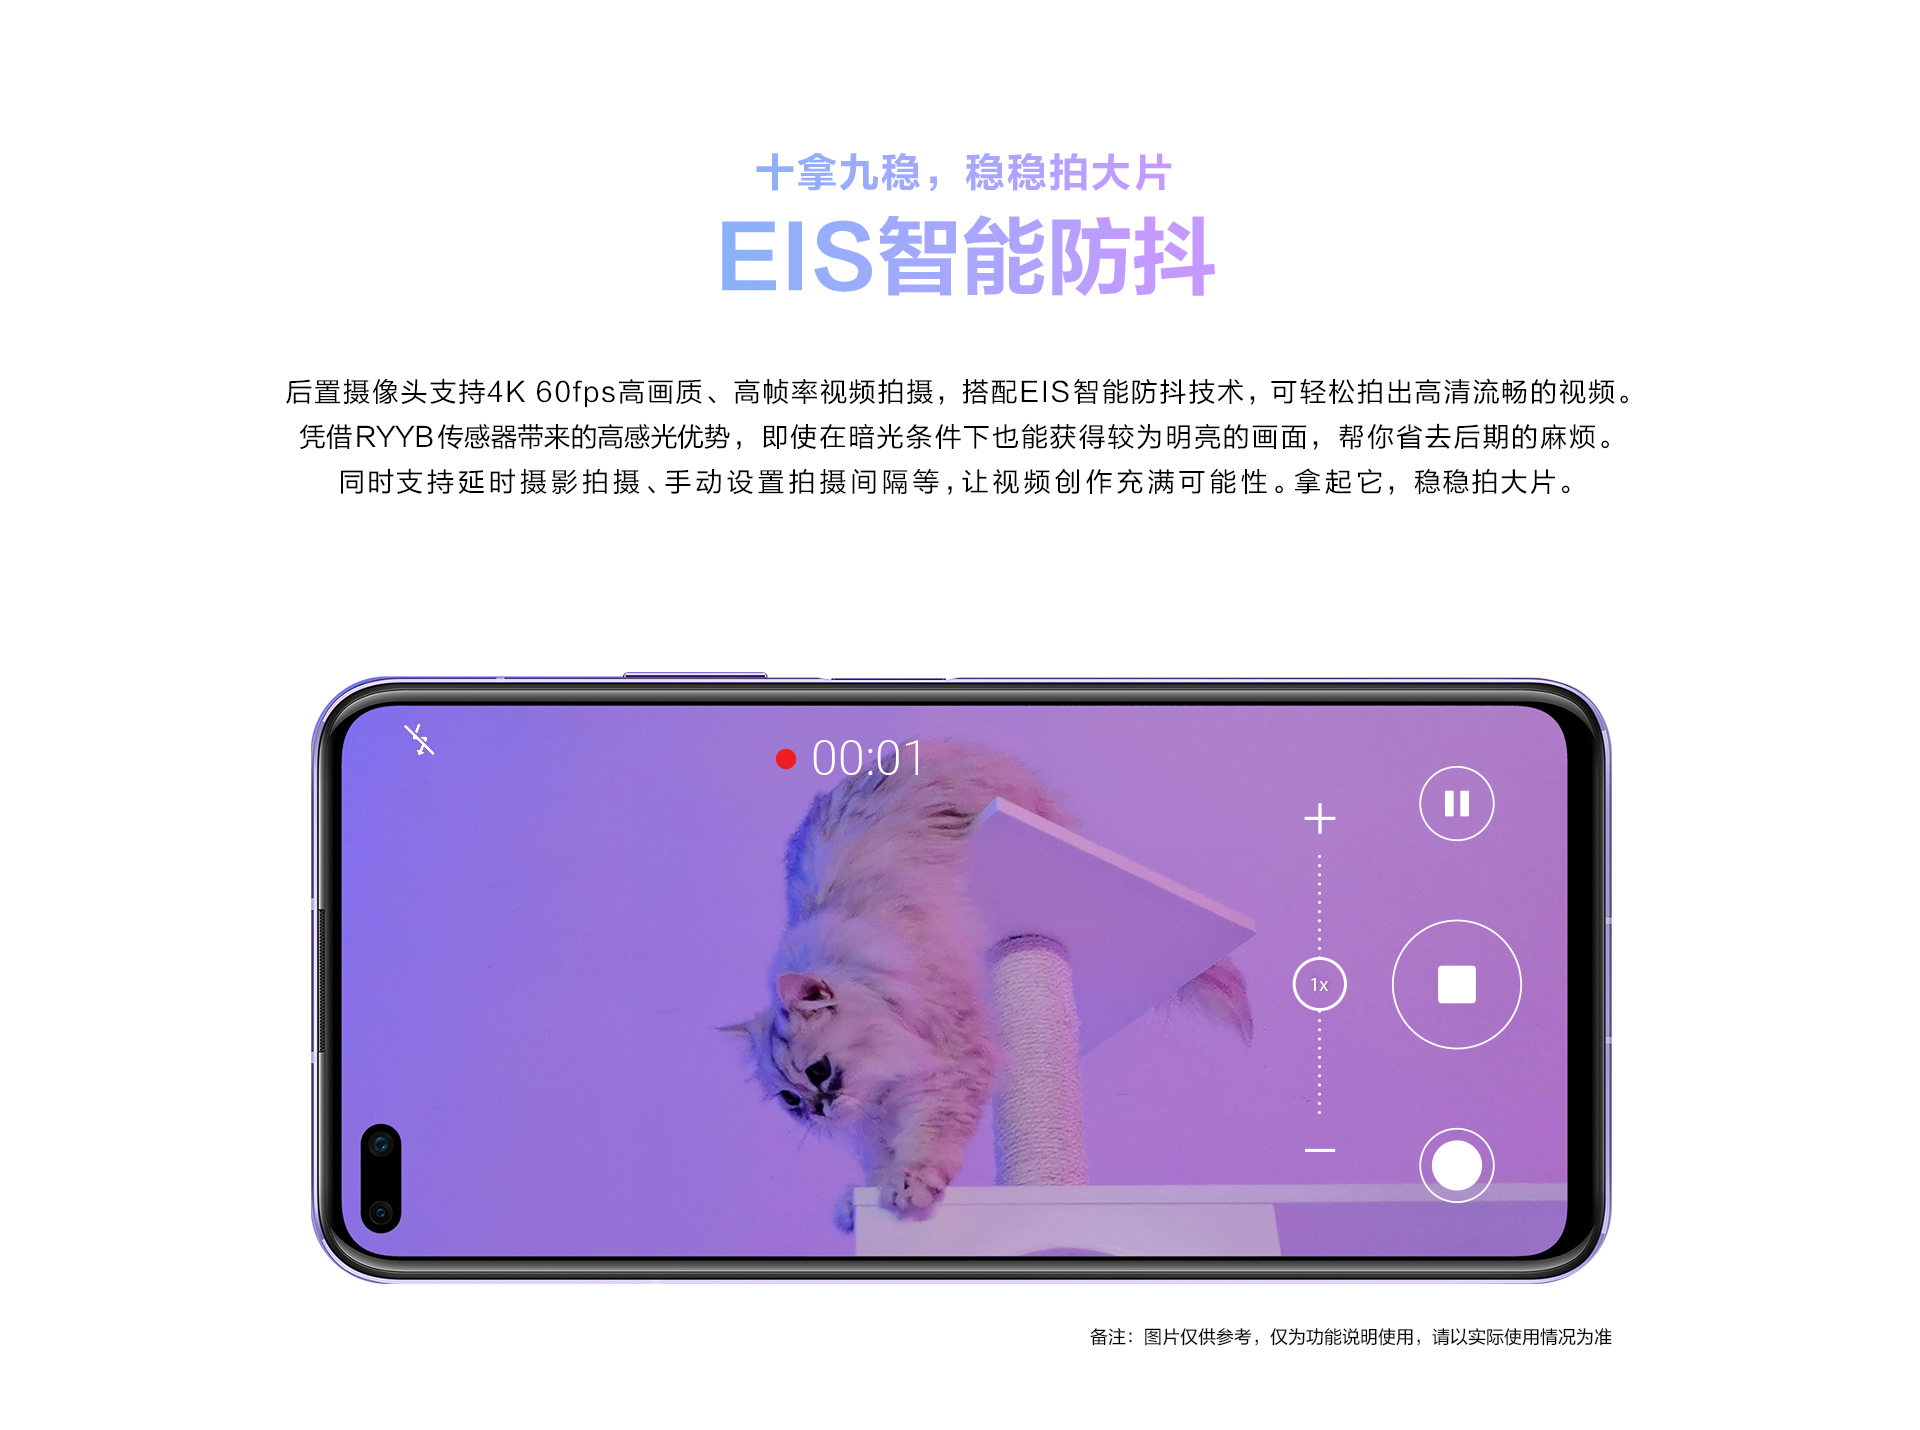 十拿九稳，稳稳拍大片
EIS智能防抖
后置摄像头支持4K 60fps高画质、高帧率视频拍摄，搭配EIS智能防抖技术，可轻松拍出高清流畅的视频。
凭借RYYB传感器带来的高感光优势，即使在暗光条件下也能获得较为明亮的画面，帮你省去后期的麻烦。
同时支持延时摄影拍摄、手动设置拍摄间隔等，让视频创作充满可能性。拿起它，稳稳拍大片。
00:01
1x
备注：图片仅供参考，仅为功能说明使用，请以实际使用情况为准